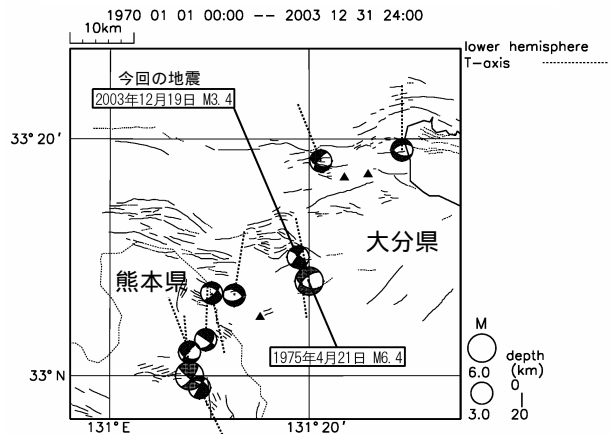 1970 01 01 00:00 -- 2003 12 31 24:00
10km
lower hemisphere
T-axis
今回の地震
2003年12月19日 M3.4
33°20'
大分県
熊本県
1975年4月21日 M6.4
33°N
131°E
131°20'
M
6.0
3.0
depth
(km)
0
20